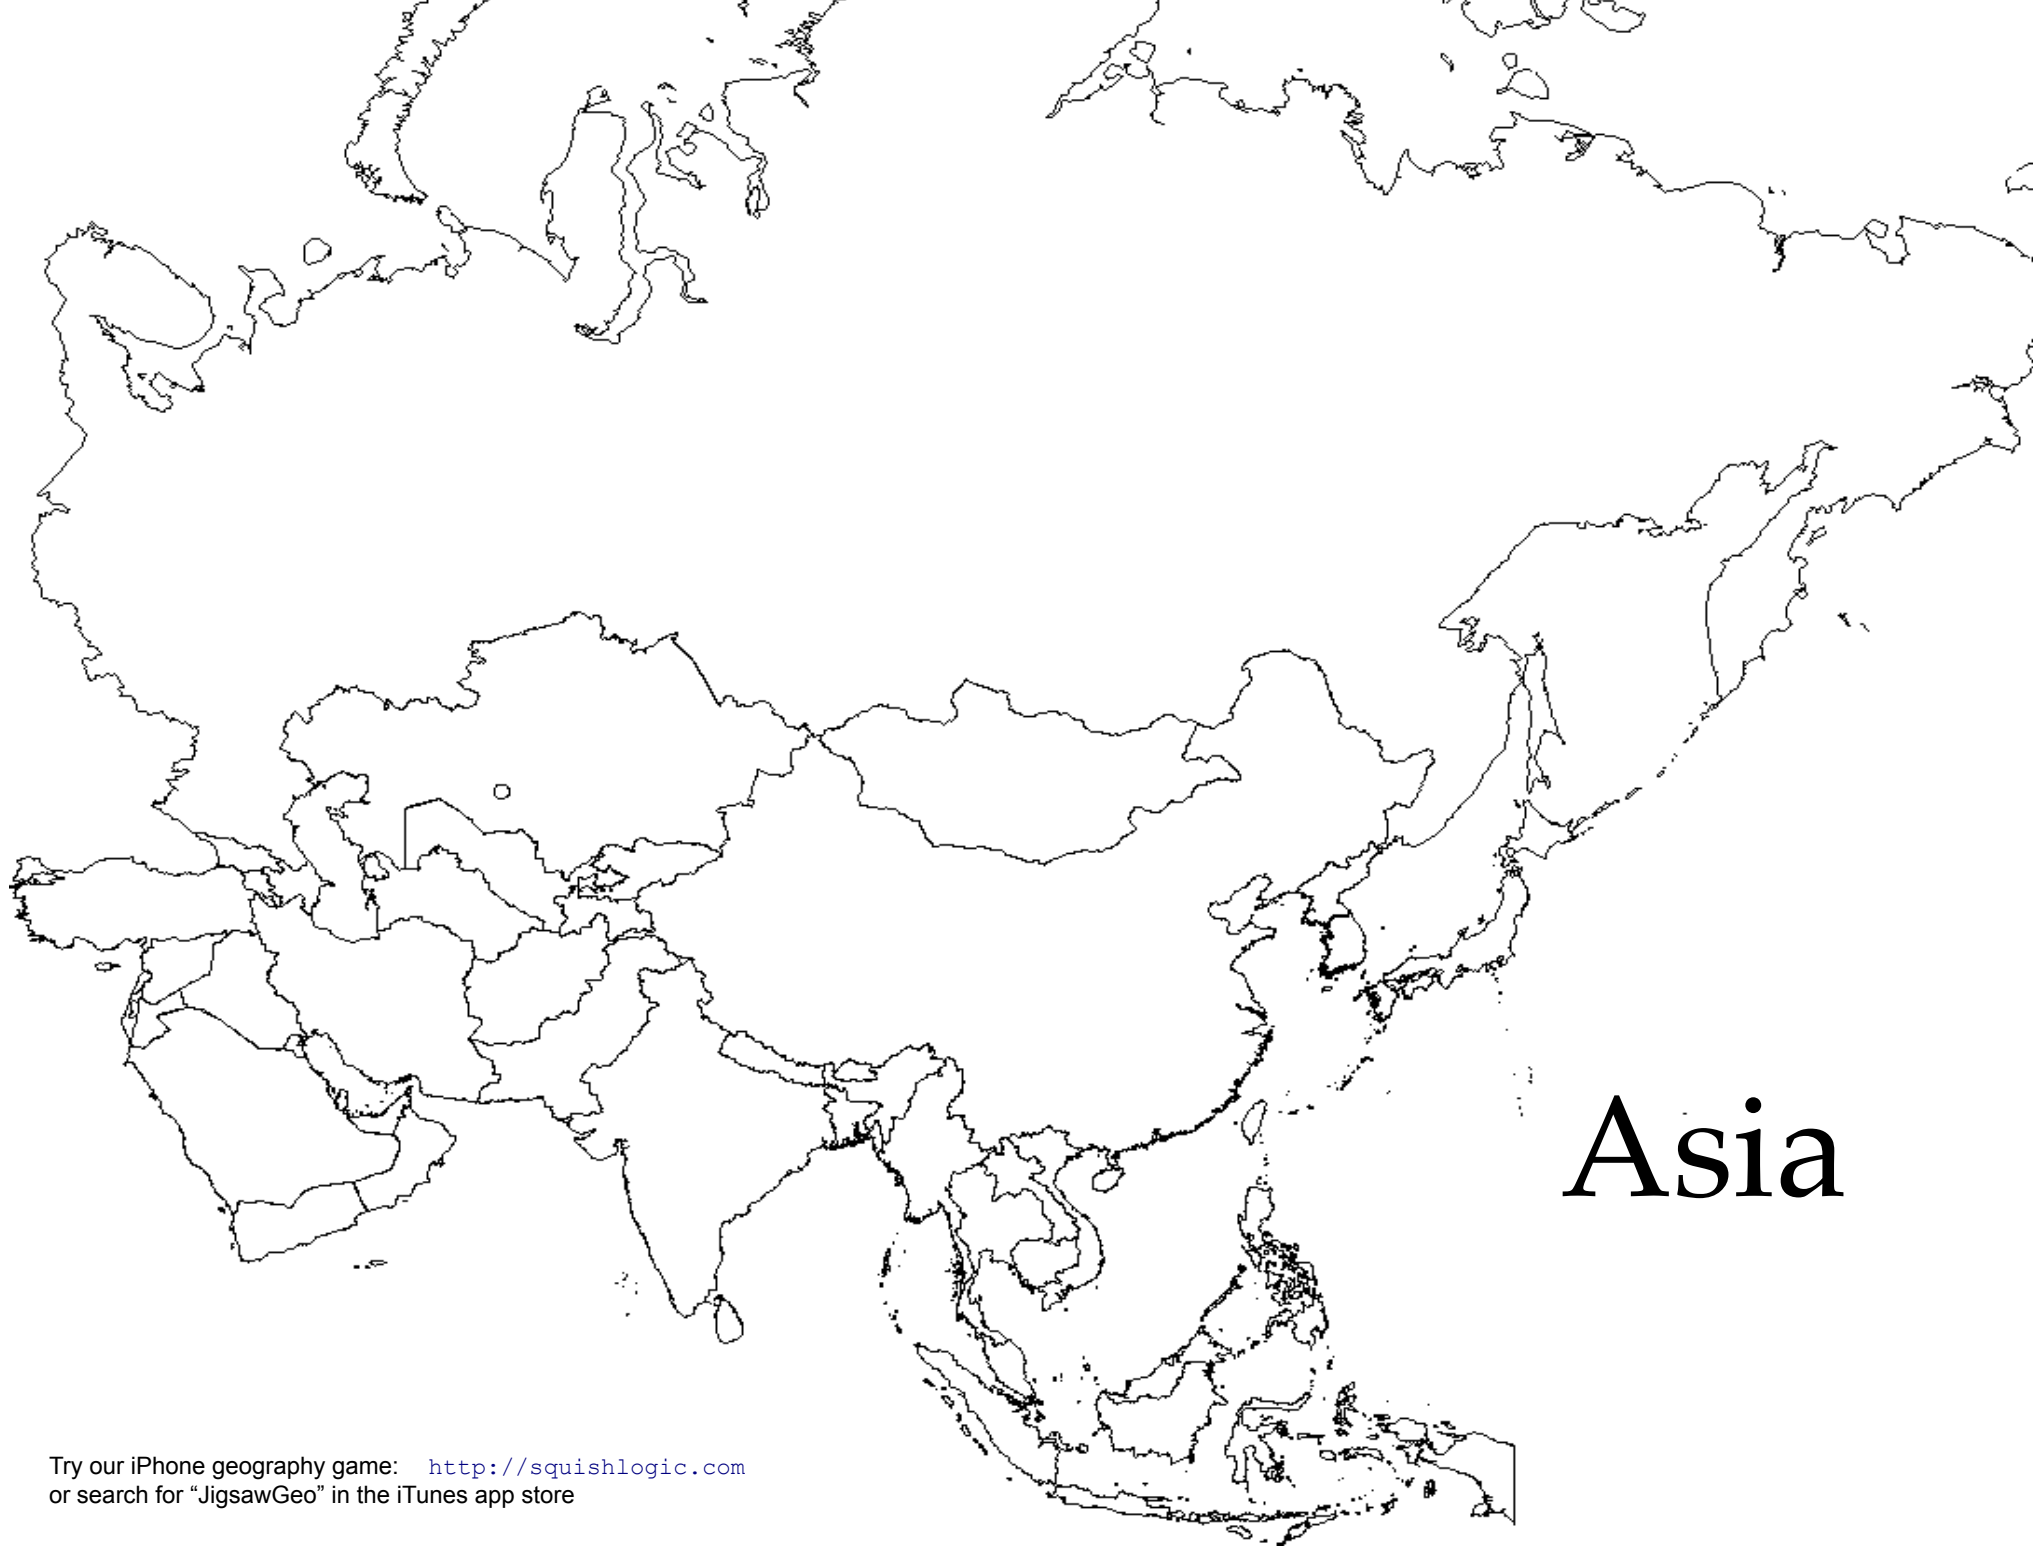 Asia
Try our iPhone geography game: http://squishlogic.com
or search for “JigsawGeo” in the iTunes app store